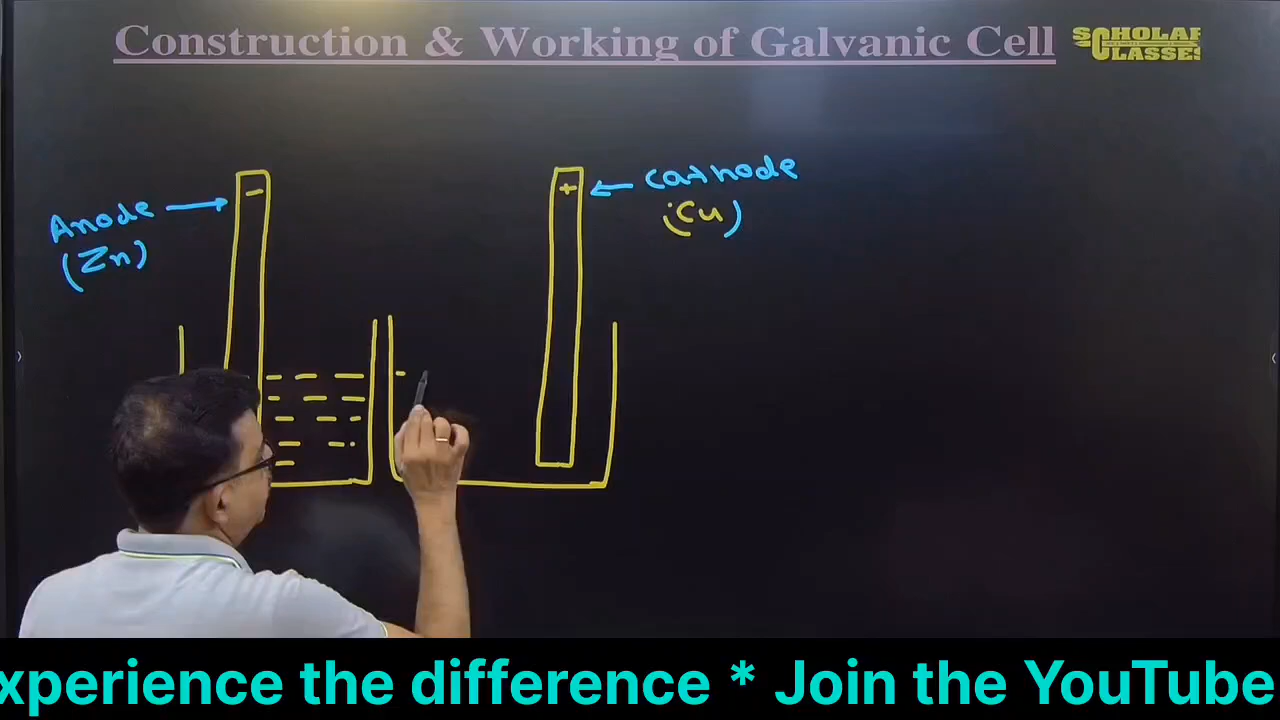 Construction & Working of Galvanic Cell
SCHOLAR
CLASSES
Anode
(Zn)
-
+
Cathode
(Cu)
xperience the difference * Join the YouTube